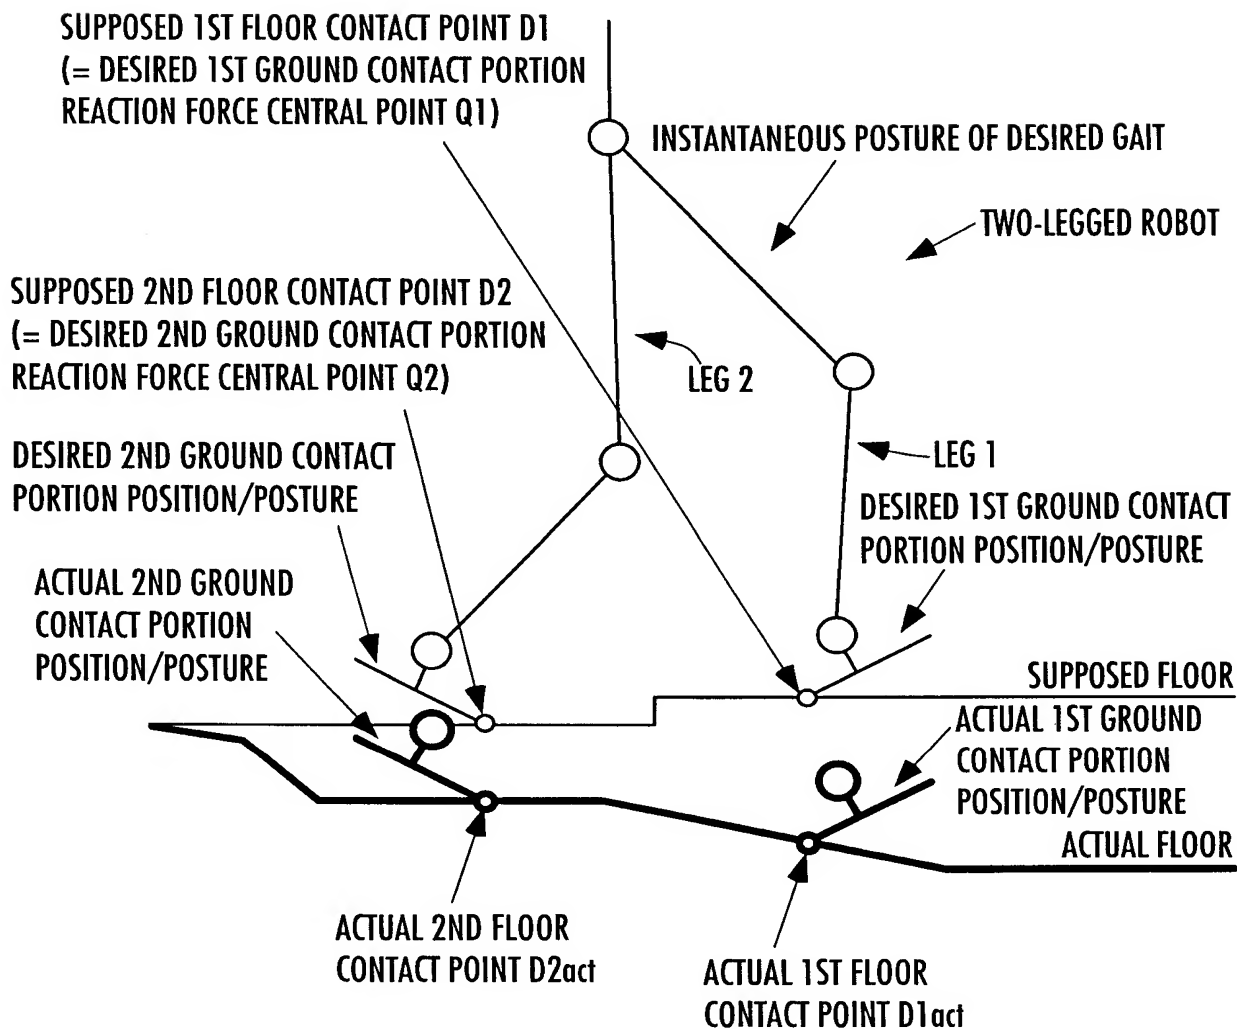 SUPPOSED 1ST FLOOR CONTACT POINT D1
(= DESIRED 1ST GROUND CONTACT PORTION
REACTION FORCE CENTRAL POINT Q1)
INSTANTANEOUS POSTURE OF DESIRED GAIT
TWO-LEGGED ROBOT
SUPPOSED 2ND FLOOR CONTACT POINT D2
(= DESIRED 2ND GROUND CONTACT PORTION
REACTION FORCE CENTRAL POINT Q2)
LEG 2
DESIRED 2ND GROUND CONTACT
PORTION POSITION/POSTURE
LEG 1
DESIRED 1ST GROUND CONTACT
PORTION POSITION/POSTURE
ACTUAL 2ND GROUND
CONTACT PORTION
POSITION/POSTURE
SUPPOSED FLOOR
ACTUAL 1ST GROUND
CONTACT PORTION
POSITION/POSTURE
ACTUAL FLOOR
ACTUAL 2ND FLOOR
CONTACT POINT D2act
ACTUAL 1ST FLOOR
CONTACT POINT D1act